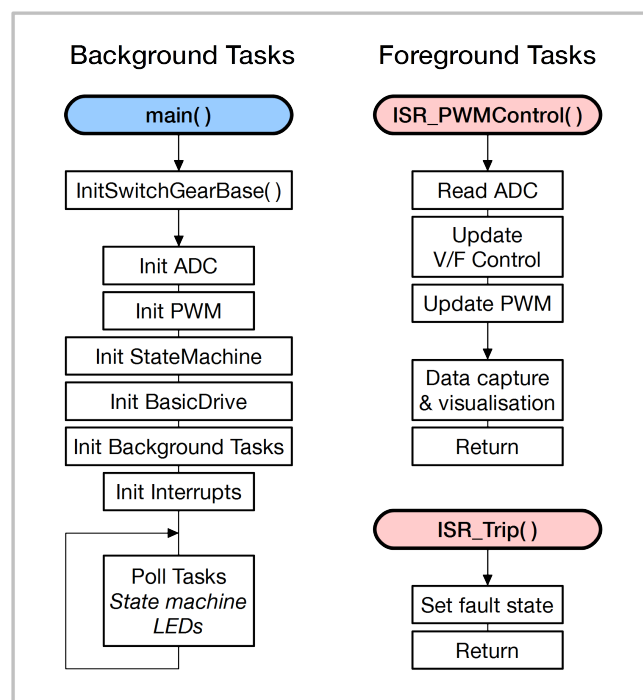 Background Tasks
main( )
InitSwitchGearBase( )
Init ADC
Init PWM
Init StateMachine
Init BasicDrive
Init Background Tasks
Init Interrupts
Poll Tasks
State machine
LEDs
Foreground Tasks
ISR_PWMControl( )
Read ADC
Update
V/F Control
Update PWM
Data capture
& visualisation
Return
ISR_Trip( )
Set fault state
Return